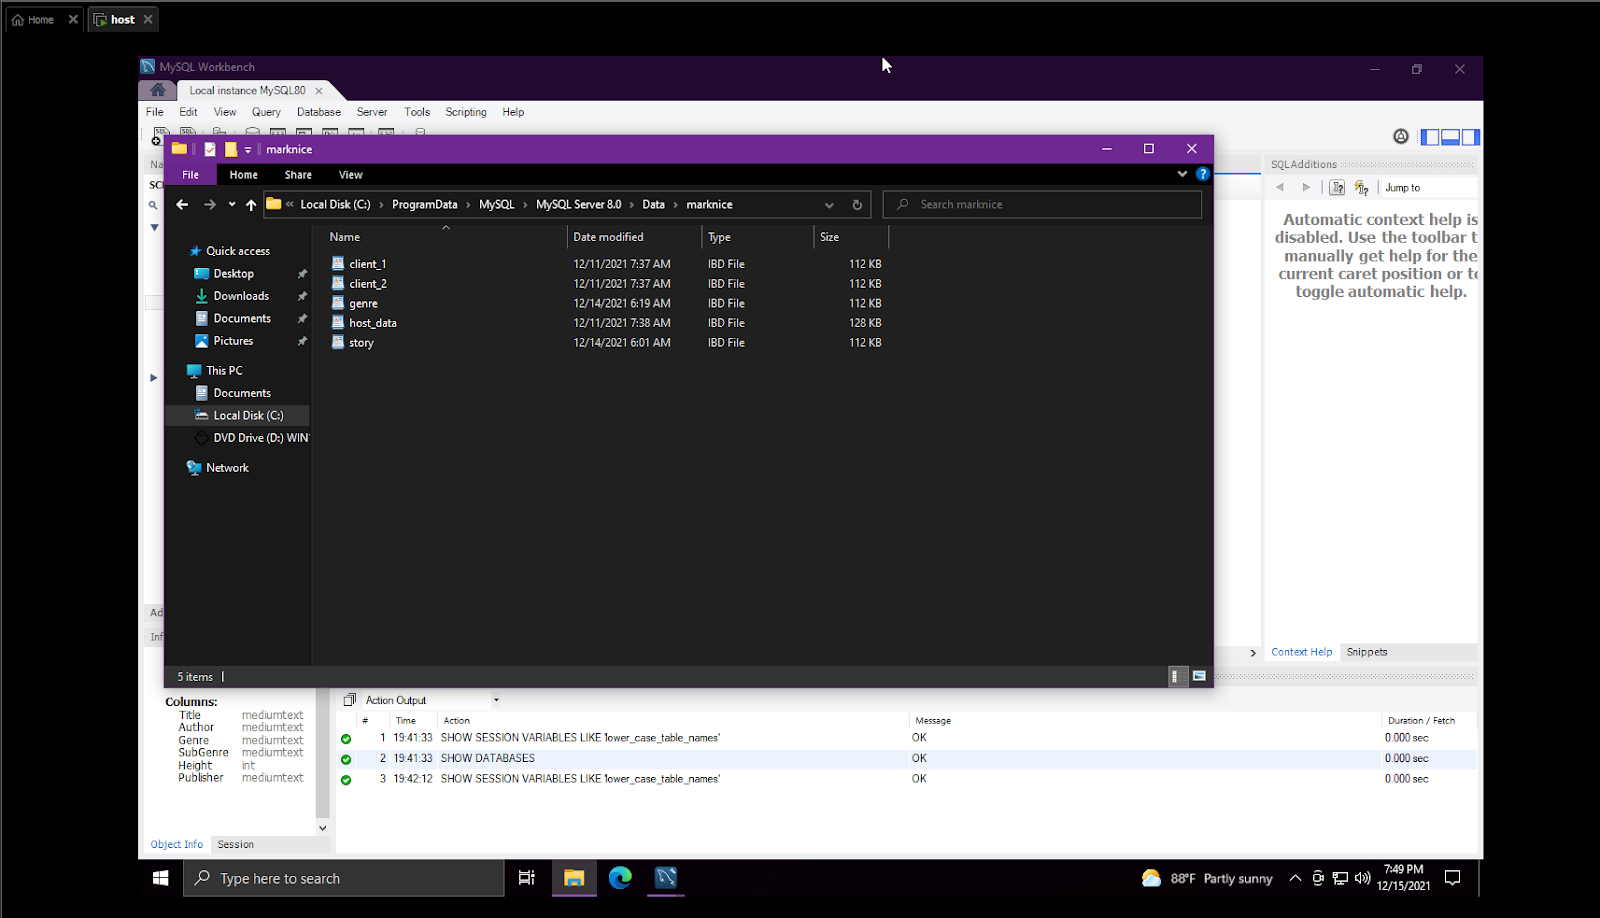 Home
host
MySQL Workbench
Local instance MySQL80
File Edit View Query Database Server Tools Scripting Help
marknice
File Home Share View
« Local Disk (C:) › ProgramData › MySQL › MySQL Server 8.0 › Data › marknice
Search marknice
Na
SCH
Ad
Inf
Quick access
Desktop
Downloads
Documents
Pictures
This PC
Documents
Local Disk (C:)
DVD Drive (D:) WIN
Network
Name Date modified Type Size
client_1 12/11/2021 7:37 AM IBD File 112 KB
client_2 12/11/2021 7:37 AM IBD File 112 KB
genre 12/14/2021 6:19 AM IBD File 112 KB
host_data 12/11/2021 7:38 AM IBD File 128 KB
story 12/14/2021 6:01 AM IBD File 112 KB
5 items
SQLAdditions
Jump to
Automatic context help is
disabled. Use the toolbar t
manually get help for the
current caret position or to
toggle automatic help.
Context Help Snippets
Columns:
Title mediumtext
Author mediumtext
Genre mediumtext
SubGenre mediumtext
Height int
Publisher mediumtext
Object Info Session
Action Output
# Time Action Message Duration / Fetch
1 19:41:33 SHOW SESSION VARIABLES LIKE 'lower_case_table_names' OK 0.000 sec
2 19:41:33 SHOW DATABASES OK 0.000 sec
3 19:42:12 SHOW SESSION VARIABLES LIKE 'lower_case_table_names' OK 0.000 sec
Type here to search
88°F Partly sunny
7:49 PM
12/15/2021